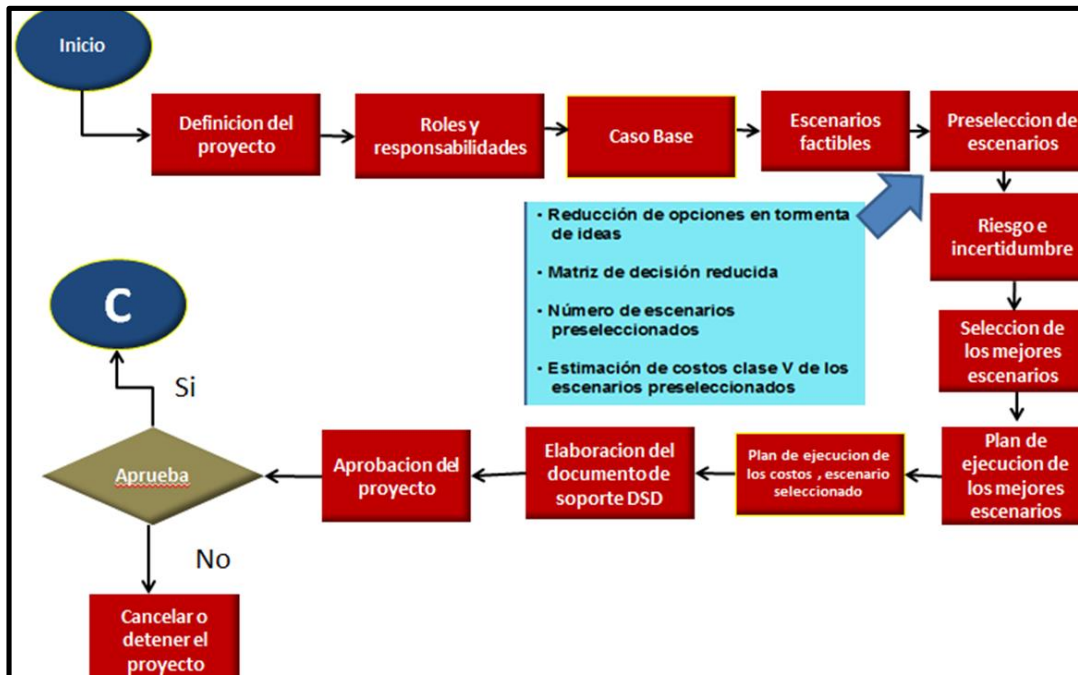 Inicio
Definicion del
proyecto
Roles y
responsabilidades
Caso Base
Escenarios
factibles
Preseleccion de
escenarios
• Reducción de opciones en tormenta
de ideas
• Matriz de decisión reducida
• Número de escenarios
preseleccionados
• Estimación de costos clase V de los
escenarios preseleccionados
Riesgo e
incertidumbre
Seleccion de
los mejores
escenarios
Plan de
ejecucion de
los mejores
escenarios
Plan de ejecucion de
los costos , escenario
seleccionado
Elaboracion del
documento de
soporte DSD
Aprobacion del
proyecto
Aprueba
Si
C
No
Cancelar o
detener el
proyecto